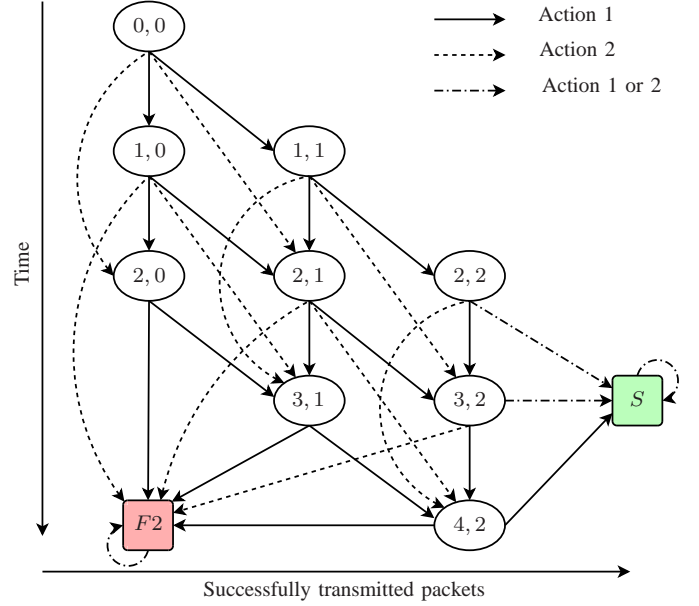 Action 1
0, 0
Action 2
Action 1 or 2
1, 0
1, 1
Time
2, 0
2, 1
2, 2
3, 1
3, 2
S
F2
4, 2
Successfully transmitted packets